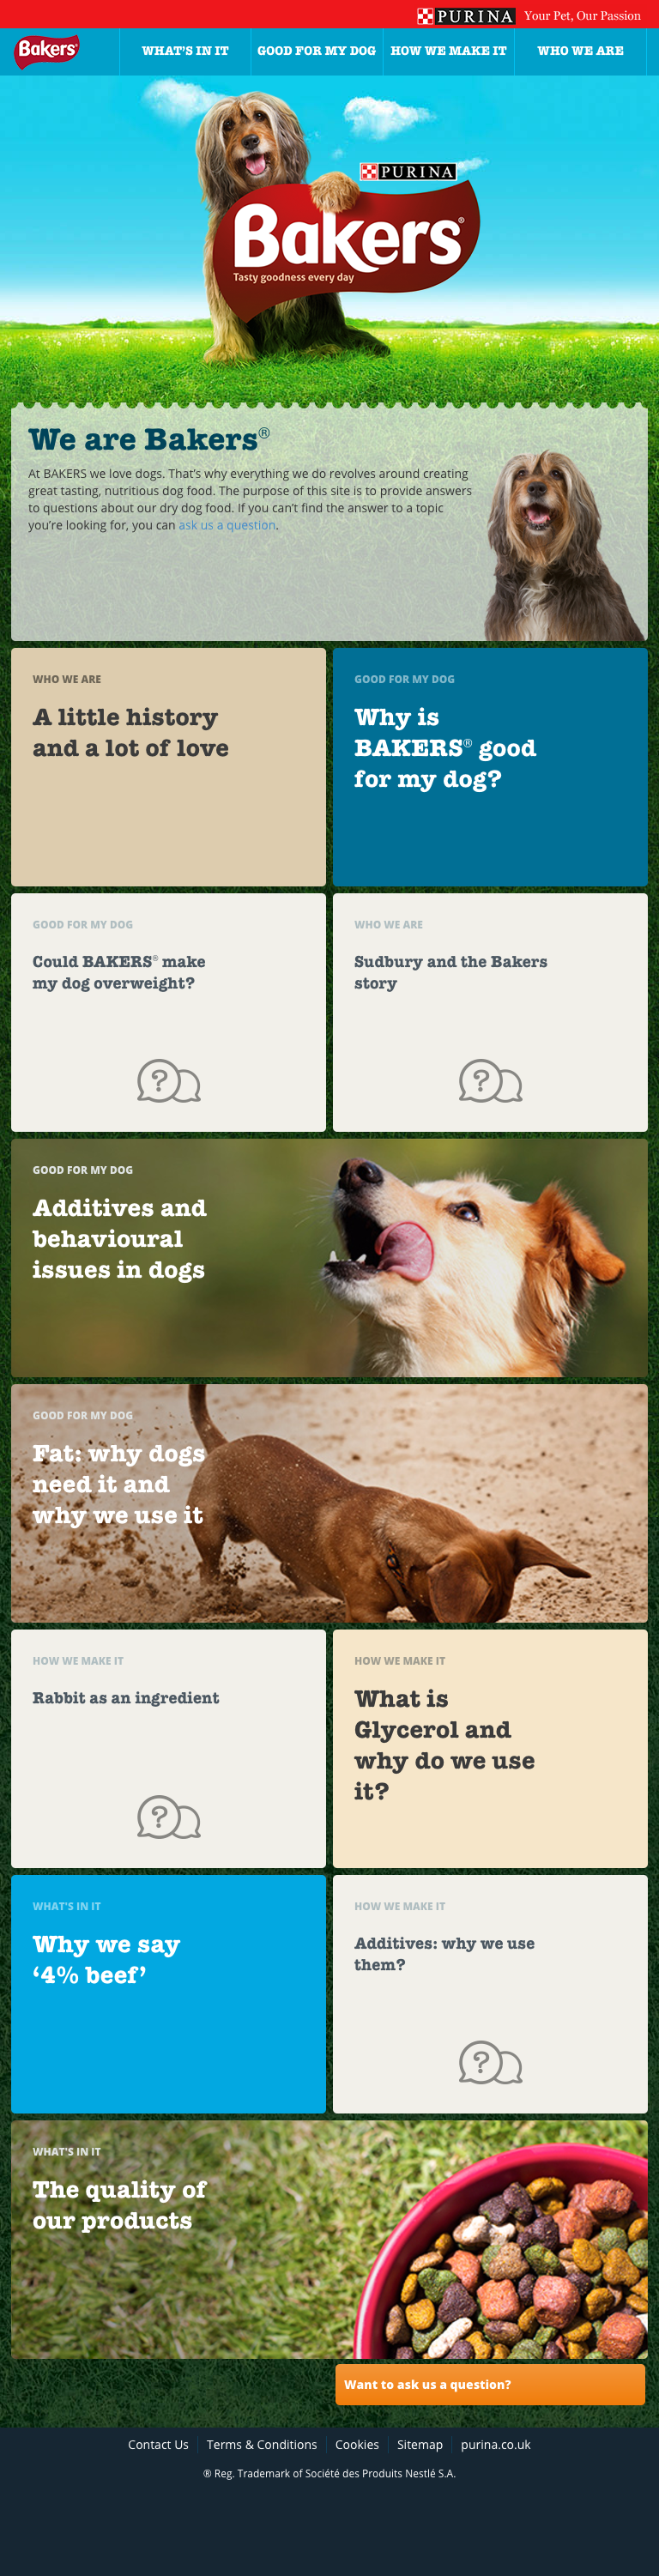 PURINA Your Pet, Our Passion
Bakers®
WHAT'S IN IT
GOOD FOR MY DOG
HOW WE MAKE IT
WHO WE ARE
PURINA
Bakers®
Tasty goodness every day
We are Bakers®
At BAKERS we love dogs. That's why everything we do revolves around creating
great tasting, nutritious dog food. The purpose of this site is to provide answers
to questions about our dry dog food. If you can't find the answer to a topic
you're looking for, you can ask us a question.
WHO WE ARE
A little history
and a lot of love
GOOD FOR MY DOG
Why is
BAKERS® good
for my dog?
GOOD FOR MY DOG
Could BAKERS® make
my dog overweight?
?
WHO WE ARE
Sudbury and the Bakers
story
?
GOOD FOR MY DOG
Additives and
behavioural
issues in dogs
GOOD FOR MY DOG
Fat: why dogs
need it and
why we use it
HOW WE MAKE IT
Rabbit as an ingredient
?
HOW WE MAKE IT
What is
Glycerol and
why do we use
it?
WHAT'S IN IT
Why we say
‘4% beef’
HOW WE MAKE IT
Additives: why we use
them?
?
WHAT'S IN IT
The quality of
our products
Want to ask us a question?
Contact Us
Terms & Conditions
Cookies
Sitemap
purina.co.uk
® Reg. Trademark of Société des Produits Nestlé S.A.